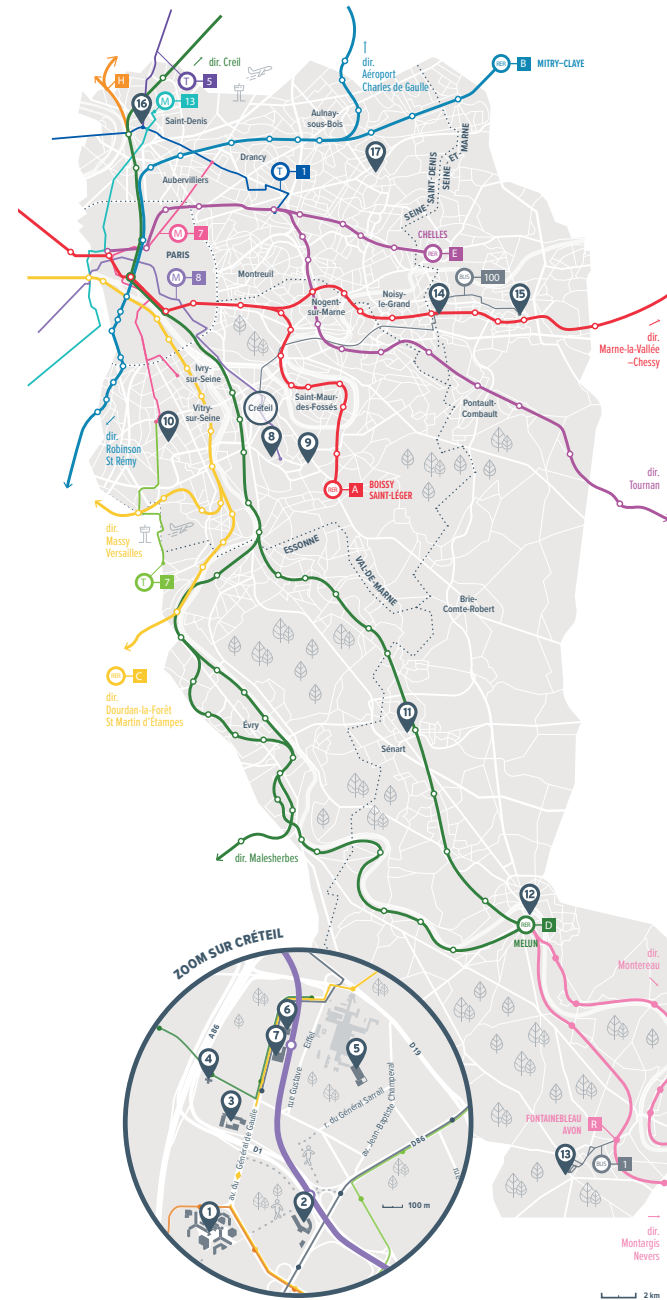 dir. Creil
H
T 5
M 13
16
Saint-Denis
dir.
Aéroport
Charles de Gaulle
RER B MITRY–CLAYE
Aulnay-
sous-Bois
Drancy
T 1
17
Aubervilliers
SEINE-SAINT-DENIS
SEINE ET MARNE
M 7
PARIS
M 8
CHELLES
RER E
BUS 100
Montreuil
Nogent-
sur-Marne
Noisy-
le-Grand
14
15
dir.
Marne-la-Vallée
–Chessy
Ivry-
sur-Seine
Vitry-
sur-Seine
Créteil
Saint-Maur-
des-Fossés
Pontault-
Combault
10
8
9
dir.
Robinson
St Rémy
RER A BOISSY
SAINT-LÉGER
dir.
Tournan
dir.
Massy
Versailles
ESSONNE
VAL-DE-MARNE
T 7
Brie-
Comte-Robert
RER C
dir.
Dourdan-la-Forêt
St Martin d'Étampes
Évry
11
Sénart
dir. Malesherbes
12
RER D
MELUN
dir.
Montereau
ZOOM SUR CRÉTEIL
A 86
6
7
Eiffel
5
D19
4
rue Gustave
3
r. du Général Sarrail
av. Jean-Baptiste Champeval
av. du Général de Gaulle
D1
D86
rue
1
2
100 m
FONTAINEBLEAU
AVON
R
13
BUS 1
dir.
Montargis
Nevers
2 km